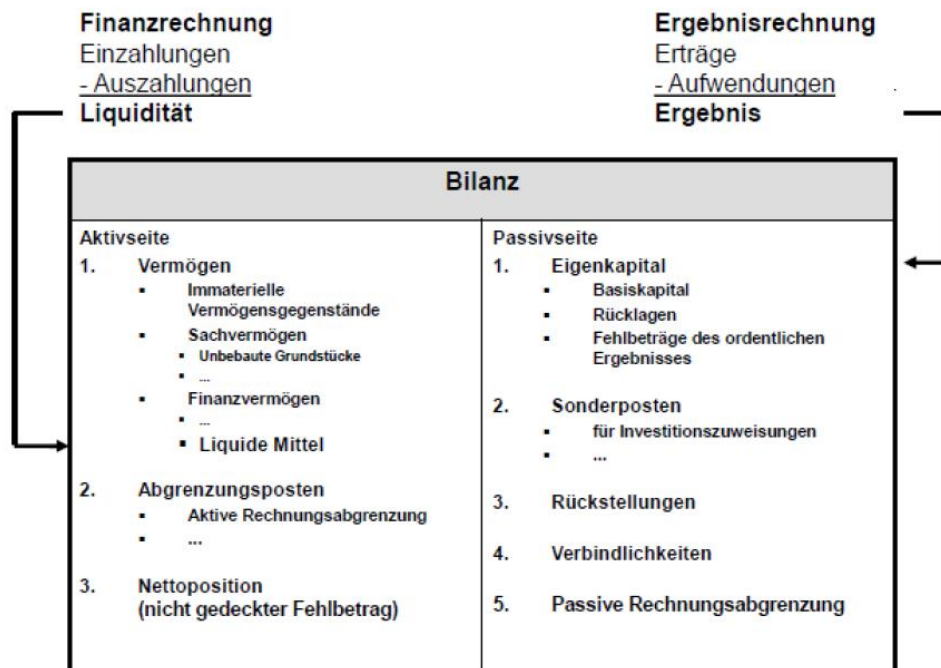 Finanzrechnung
Einzahlungen
- Auszahlungen
Liquidität
Ergebnisrechnung
Erträge
- Aufwendungen
Ergebnis
Bilanz
Aktivseite
1. Vermögen
▪ Immaterielle
Vermögensgegenstände
▪ Sachvermögen
▪ Unbebaute Grundstücke
▪ ...
▪ Finanzvermögen
▪ ...
▪ Liquide Mittel
2. Abgrenzungsposten
▪ Aktive Rechnungsabgrenzung
▪ ...
3. Nettoposition
(nicht gedeckter Fehlbetrag)
Passivseite
1. Eigenkapital
▪ Basiskapital
▪ Rücklagen
▪ Fehlbeträge des ordentlichen
Ergebnisses
2. Sonderposten
▪ für Investitionszuweisungen
▪ ...
3. Rückstellungen
4. Verbindlichkeiten
5. Passive Rechnungsabgrenzung